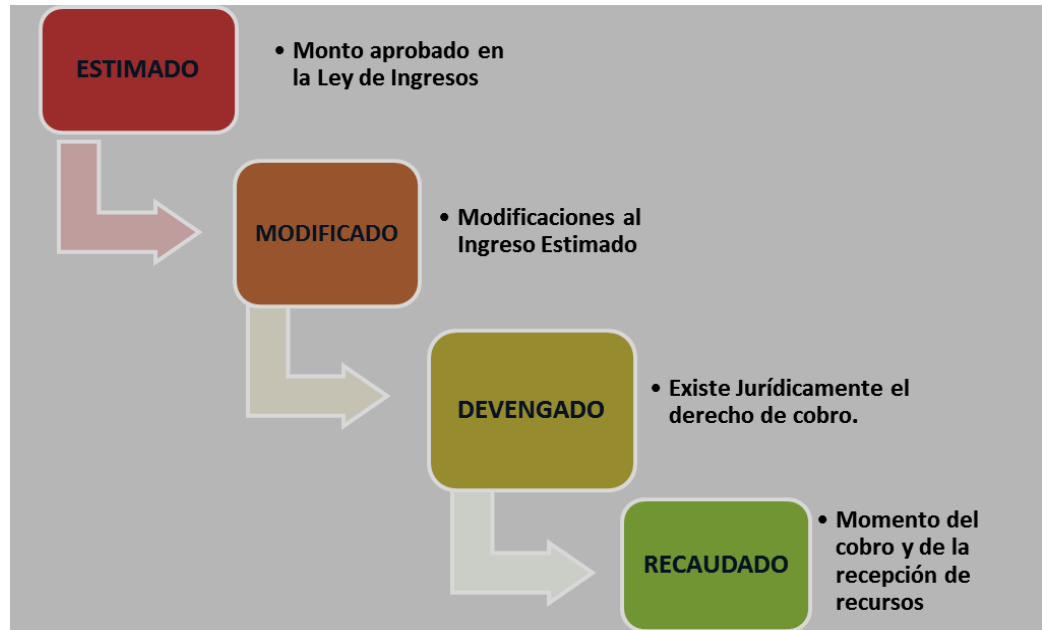 ESTIMADO
• Monto aprobado en
la Ley de Ingresos
MODIFICADO
• Modificaciones al
Ingreso Estimado
DEVENGADO
• Existe Jurídicamente el
derecho de cobro.
RECAUDADO
• Momento del
cobro y de la
recepción de
recursos